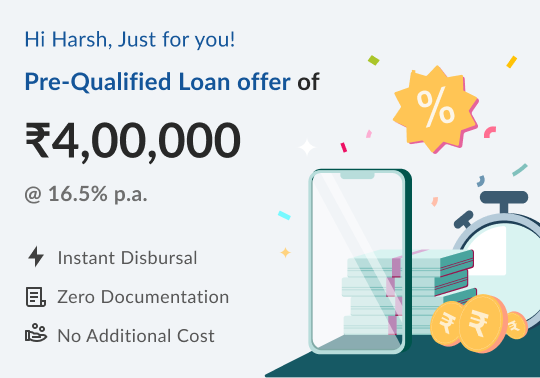 Hi Harsh, Just for you!
Pre-Qualified Loan offer of
₹4,00,000
@ 16.5% p.a.
Instant Disbursal
Zero Documentation
No Additional Cost
%
₹ ₹ ₹